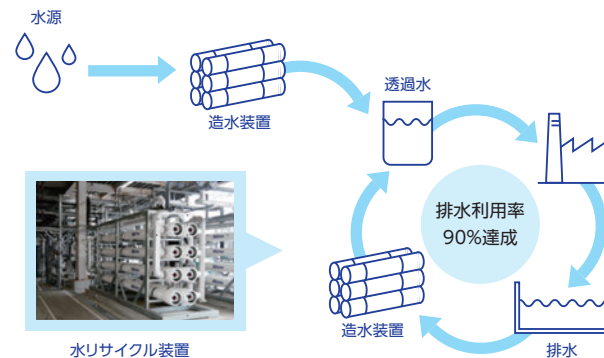 水源
造水装置
透過水
排水利用率
90%達成
造水装置
水リサイクル装置
排水